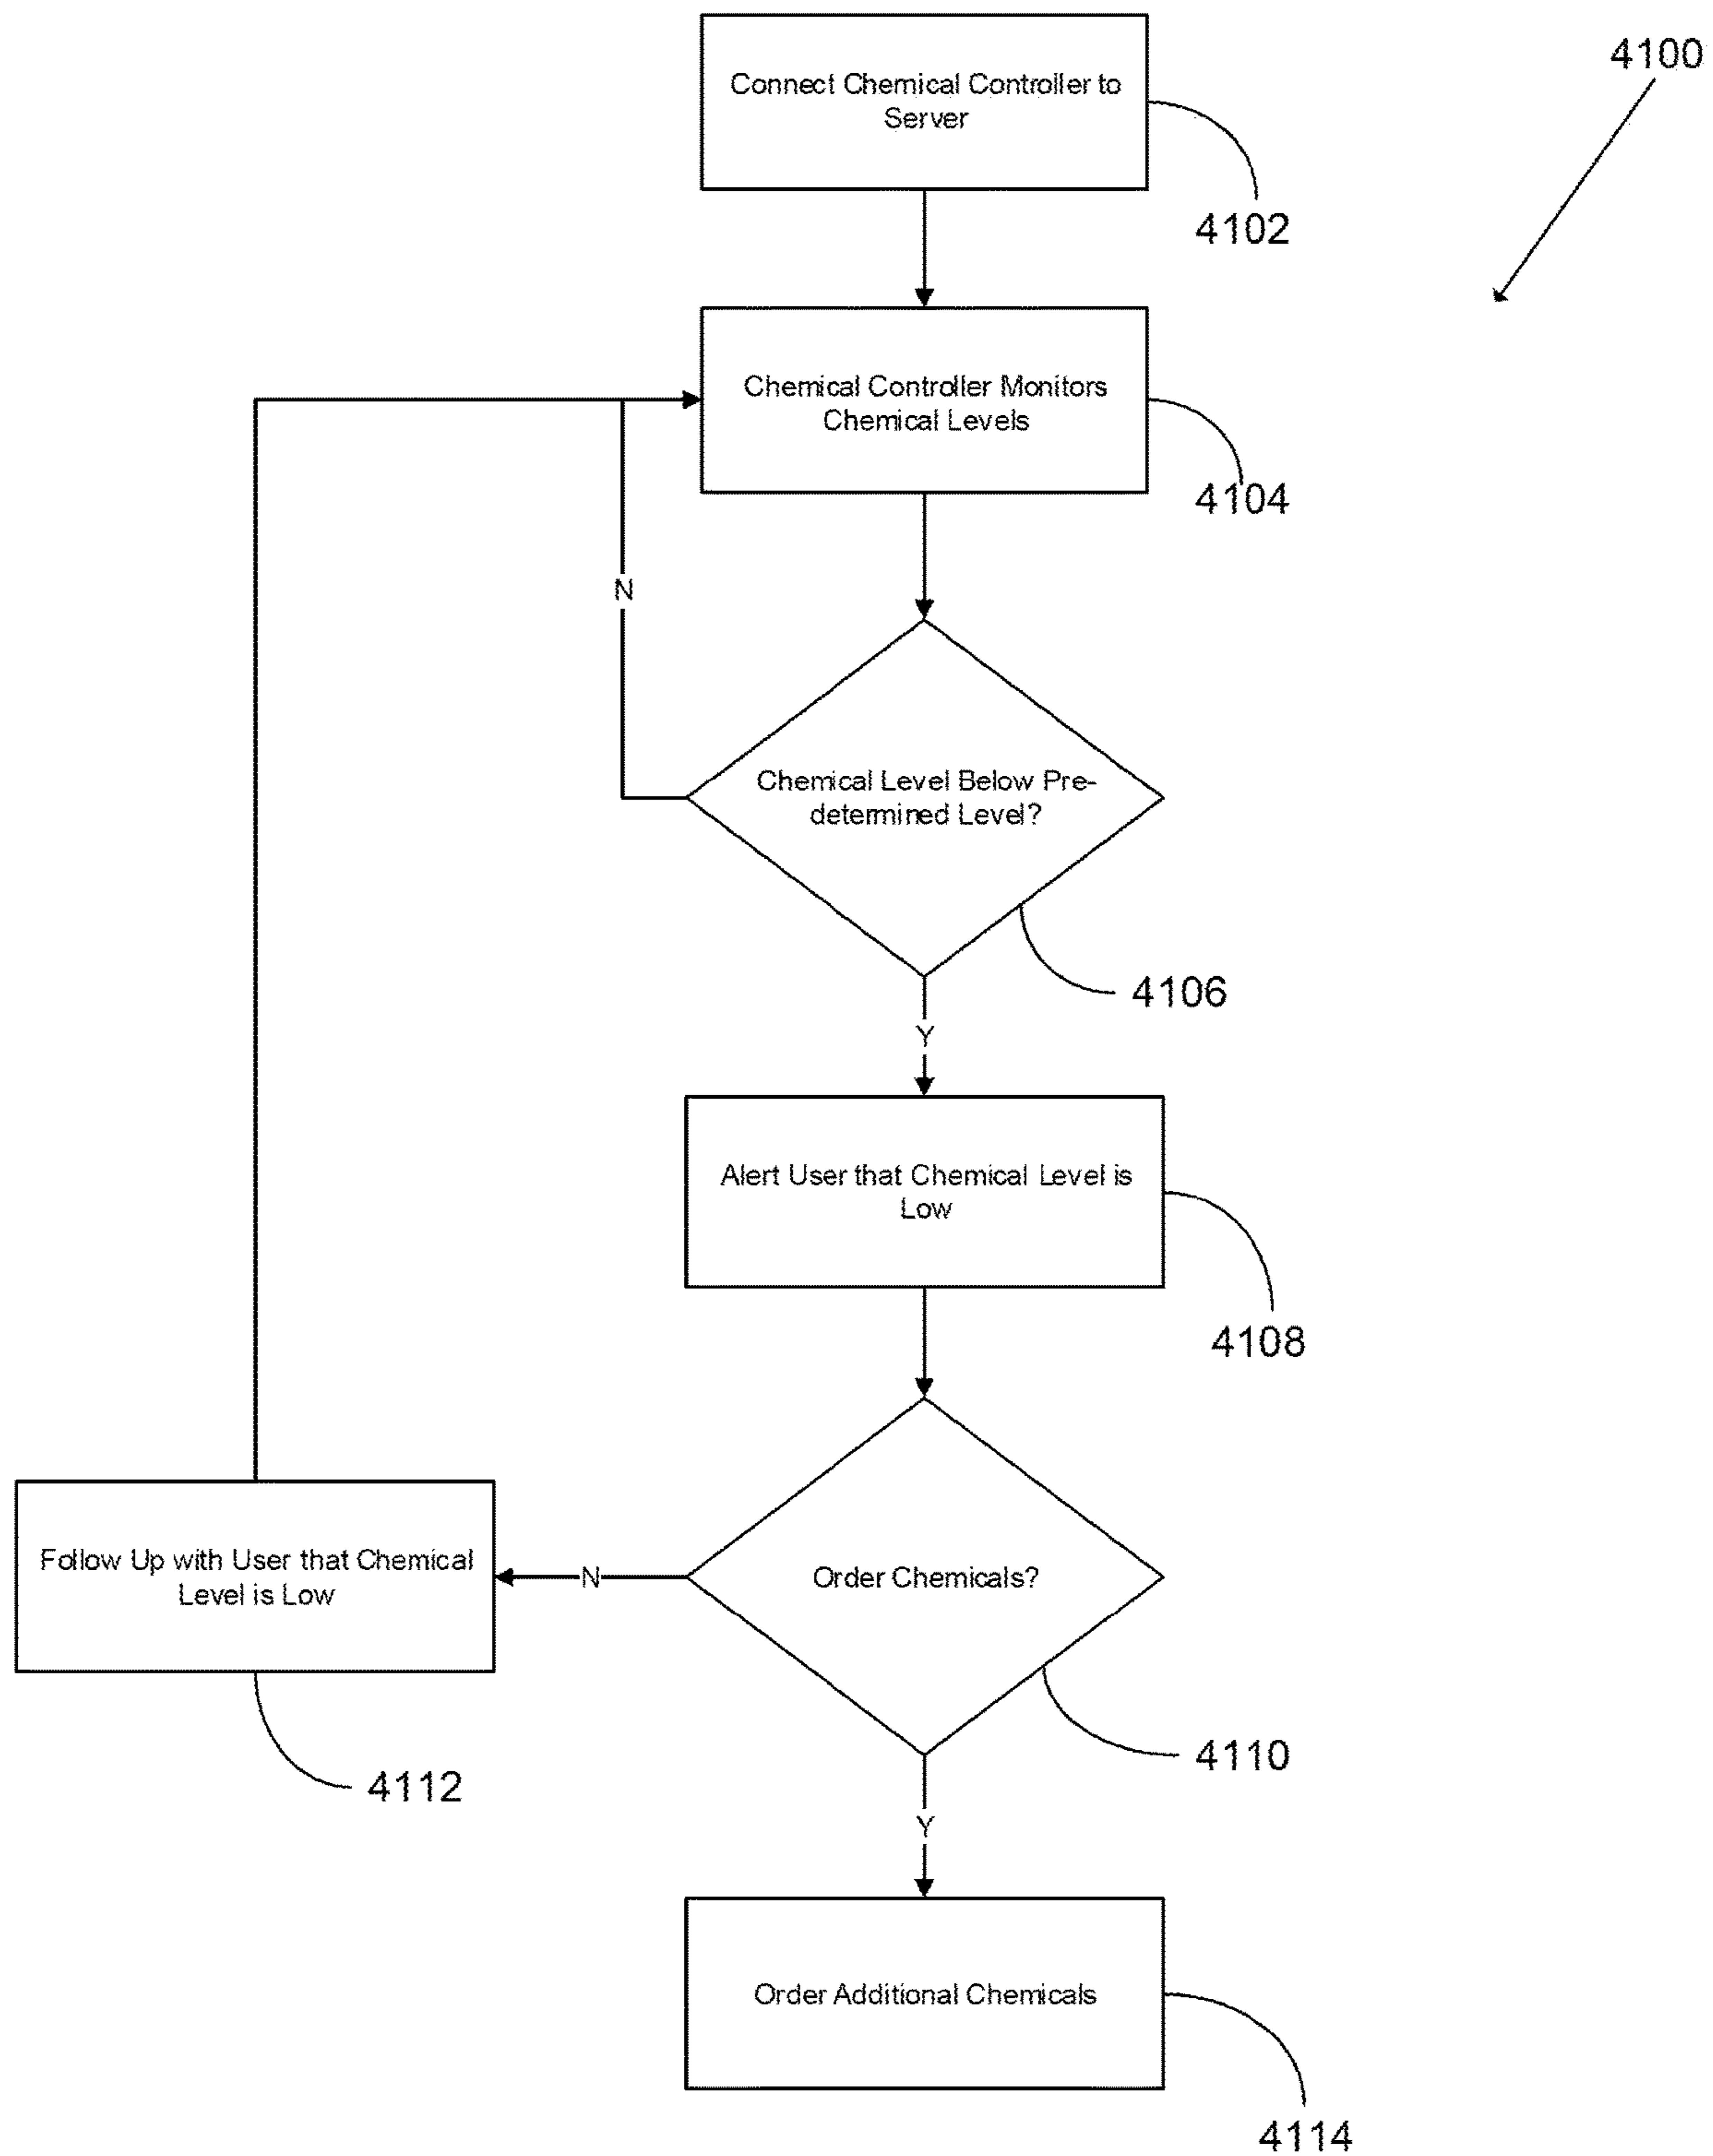 4100
Connect Chemical Controller to
Server
4102
Chemical Controller Monitors
Chemical Levels
4104
N
Chemical Level Below Pre-
determined Level?
4106
Y
Alert User that Chemical Level is
Low
4108
Follow Up with User that Chemical
Level is Low
N
Order Chemicals?
4110
4112
Y
Order Additional Chemicals
4114